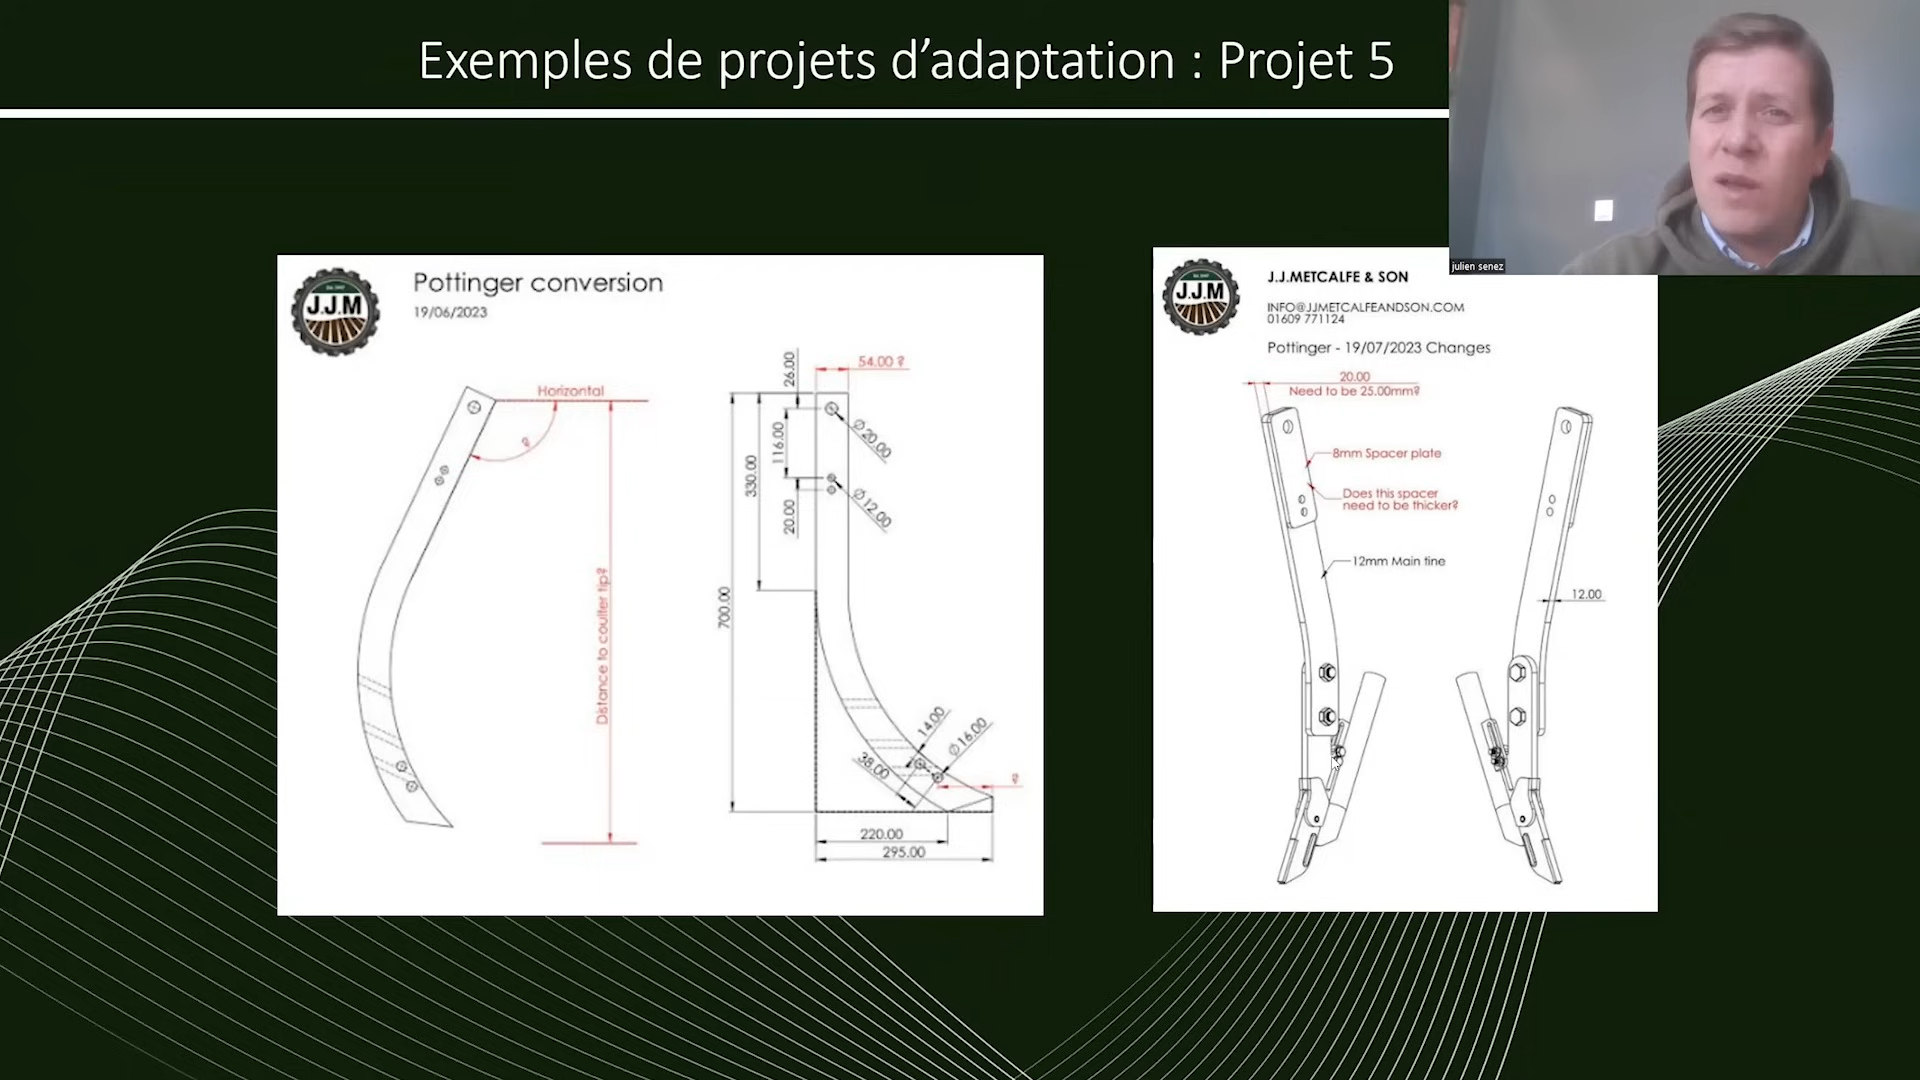 Exemples de projets d’adaptation : Projet 5
julien senez
J.J.M
Pottinger conversion
19/06/2023
Horizontal
?
Distance to coulter tip?
54.00 ?
26.00
Ø20.00
116.00
330.00
20.00
Ø12.00
700.00
14.00
Ø16.00
38.00
?
220.00
295.00
J.J.M
J.J.METCALFE & SON
INFO@JJMETCALFEANDSON.COM
01609 771124
Pottinger - 19/07/2023 Changes
20.00
Need to be 25.00mm?
8mm Spacer plate
Does this spacer
need to be thicker?
12mm Main tine
12.00